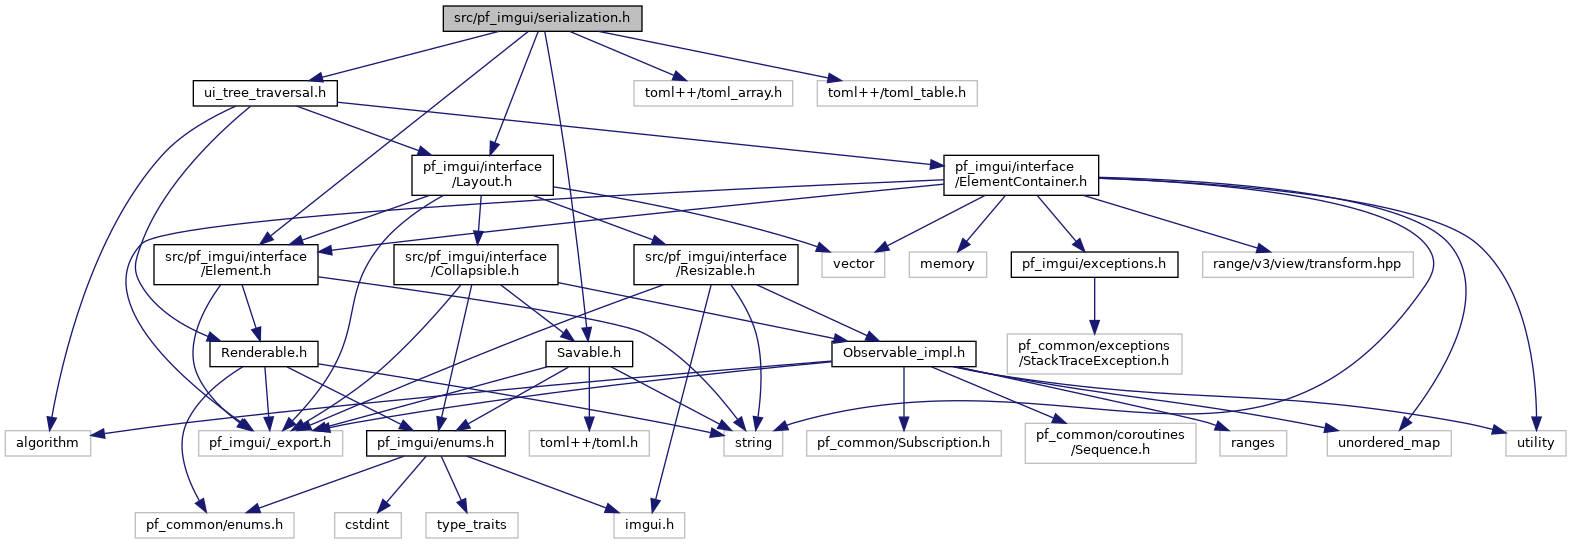 src/pf_imgui/serialization.h
ui_tree_traversal.h
toml++/toml_array.h
toml++/toml_table.h
pf_imgui/interface
/Layout.h
pf_imgui/interface
/ElementContainer.h
src/pf_imgui/interface
/Element.h
src/pf_imgui/interface
/Collapsible.h
src/pf_imgui/interface
/Resizable.h
vector
memory
pf_imgui/exceptions.h
range/v3/view/transform.hpp
Renderable.h
Savable.h
Observable_impl.h
pf_common/exceptions
/StackTraceException.h
algorithm
pf_imgui/_export.h
pf_imgui/enums.h
toml++/toml.h
string
pf_common/Subscription.h
pf_common/coroutines
/Sequence.h
ranges
unordered_map
utility
pf_common/enums.h
cstdint
type_traits
imgui.h